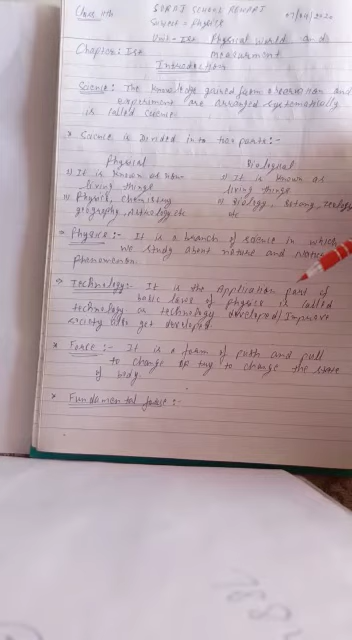 Class 11th SURAJ SCHOOL REWARI 07/04/2020
Subject = Physics
Unit - Ist Physical world and
Chapter: Ist measurement
Introduction
Science: The knowledge gained from observation and
experiment are arranged systematically
is called science.
* Science is Divided into two parts:-
Physical Biological
i) It is known as non i) It is known as
living things living things
ii) Physics, chemistry ii) Biology, Botany, Zoology
geography, Astrology etc etc
Physics:- It is a branch of science in which
we study about nature and
phenomenon.
Technology:- It is the application part of
basic laws of physics is called
technology as technology developed/Improve
society also get developed.
* Force:- It is a form of push and pull
to change or try to change the state
of body.
* Fundamental force:-